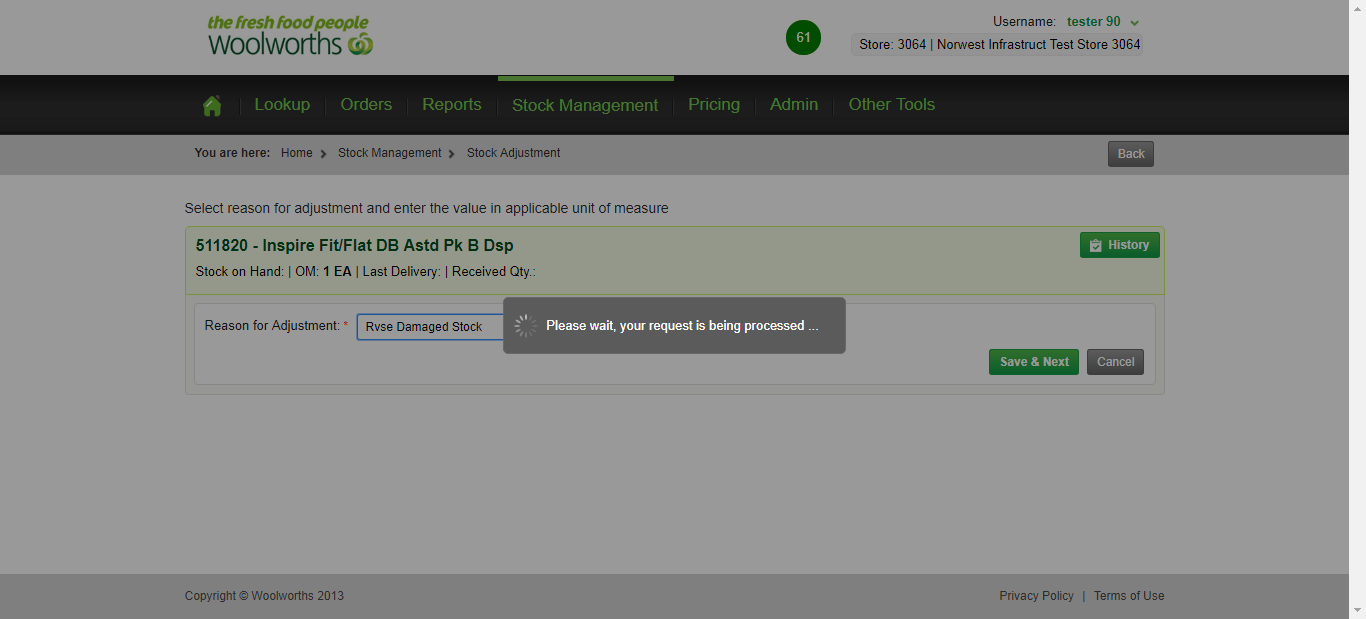 the fresh food people
Woolworths
61
Username: tester 90
Store: 3064 | Norwest Infrastruct Test Store 3064
Lookup Orders Reports Stock Management Pricing Admin Other Tools
You are here: Home Stock Management Stock Adjustment Back
Select reason for adjustment and enter the value in applicable unit of measure
511820 - Inspire Fit/Flat DB Astd Pk B Dsp History
Stock on Hand: | OM: 1 EA | Last Delivery: | Received Qty.:
Reason for Adjustment: * Rvse Damaged Stock Please wait, your request is being processed ...
Save & Next Cancel
Copyright © Woolworths 2013 Privacy Policy | Terms of Use